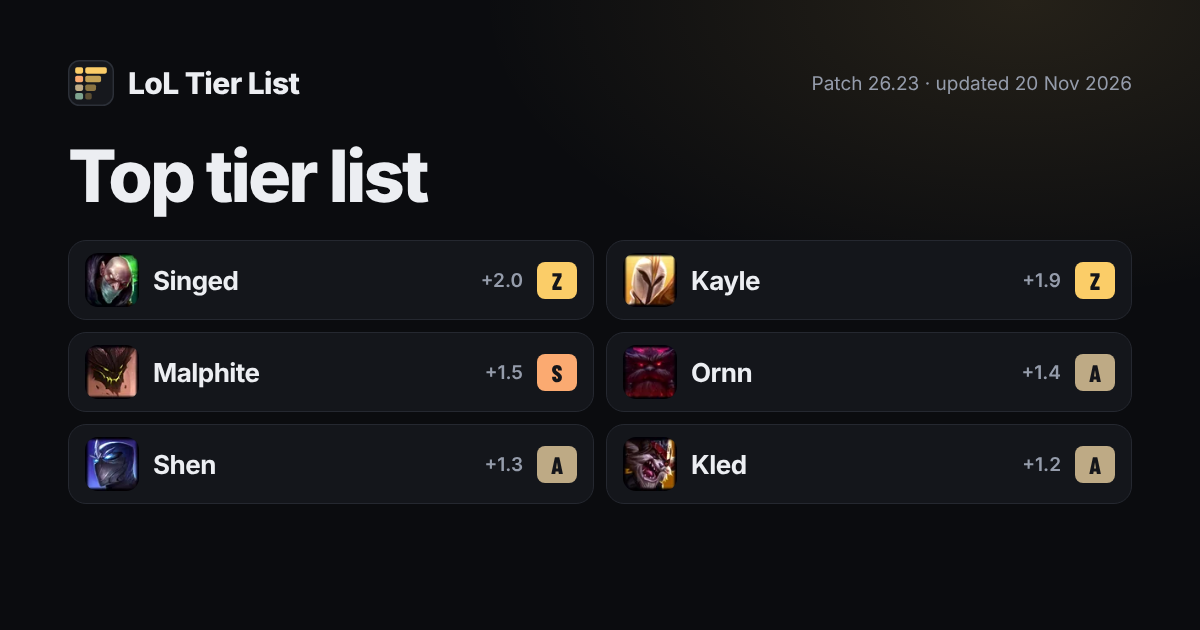 LoL Tier List
Patch 26.23 · updated 20 Nov 2026
Top tier list
Singed +2.0 Z
Kayle +1.9 Z
Malphite +1.5 S
Ornn +1.4 A
Shen +1.3 A
Kled +1.2 A